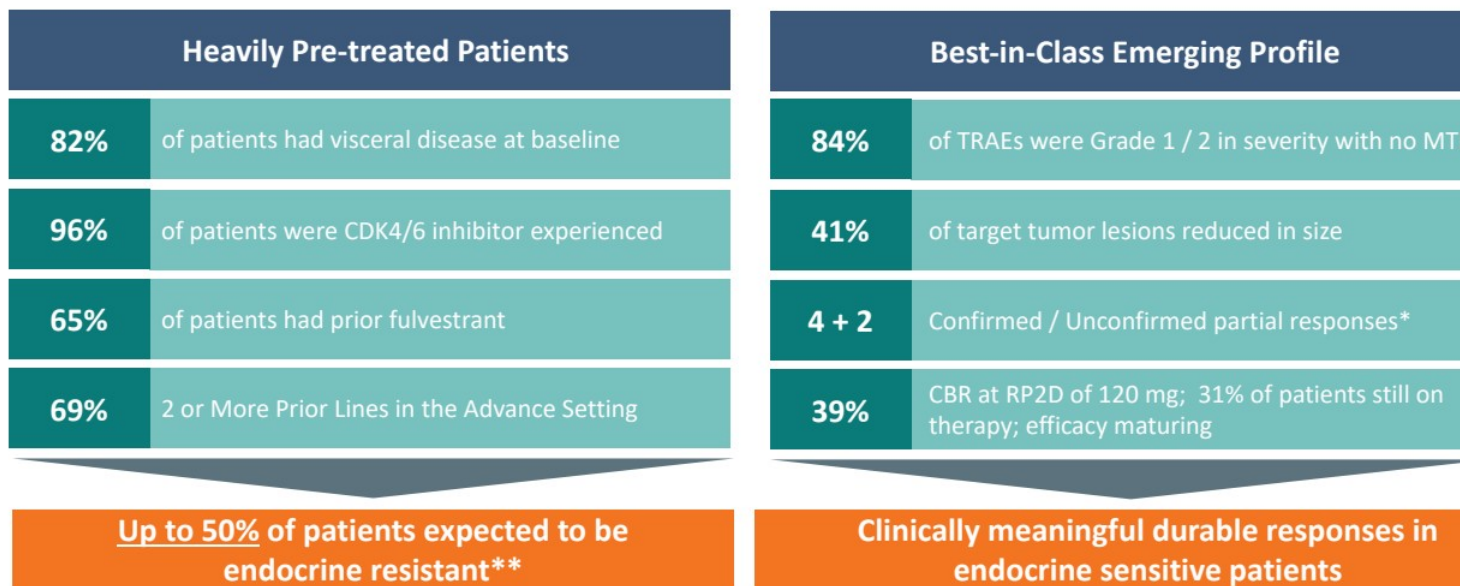 Heavily Pre-treated Patients
82% of patients had visceral disease at baseline
96% of patients were CDK4/6 inhibitor experienced
65% of patients had prior fulvestrant
69% 2 or More Prior Lines in the Advance Setting
Up to 50% of patients expected to be
endocrine resistant**
Best-in-Class Emerging Profile
84% of TRAEs were Grade 1 / 2 in severity with no MT
41% of target tumor lesions reduced in size
4 + 2 Confirmed / Unconfirmed partial responses*
39% CBR at RP2D of 120 mg; 31% of patients still on
therapy; efficacy maturing
Clinically meaningful durable responses in
endocrine sensitive patients